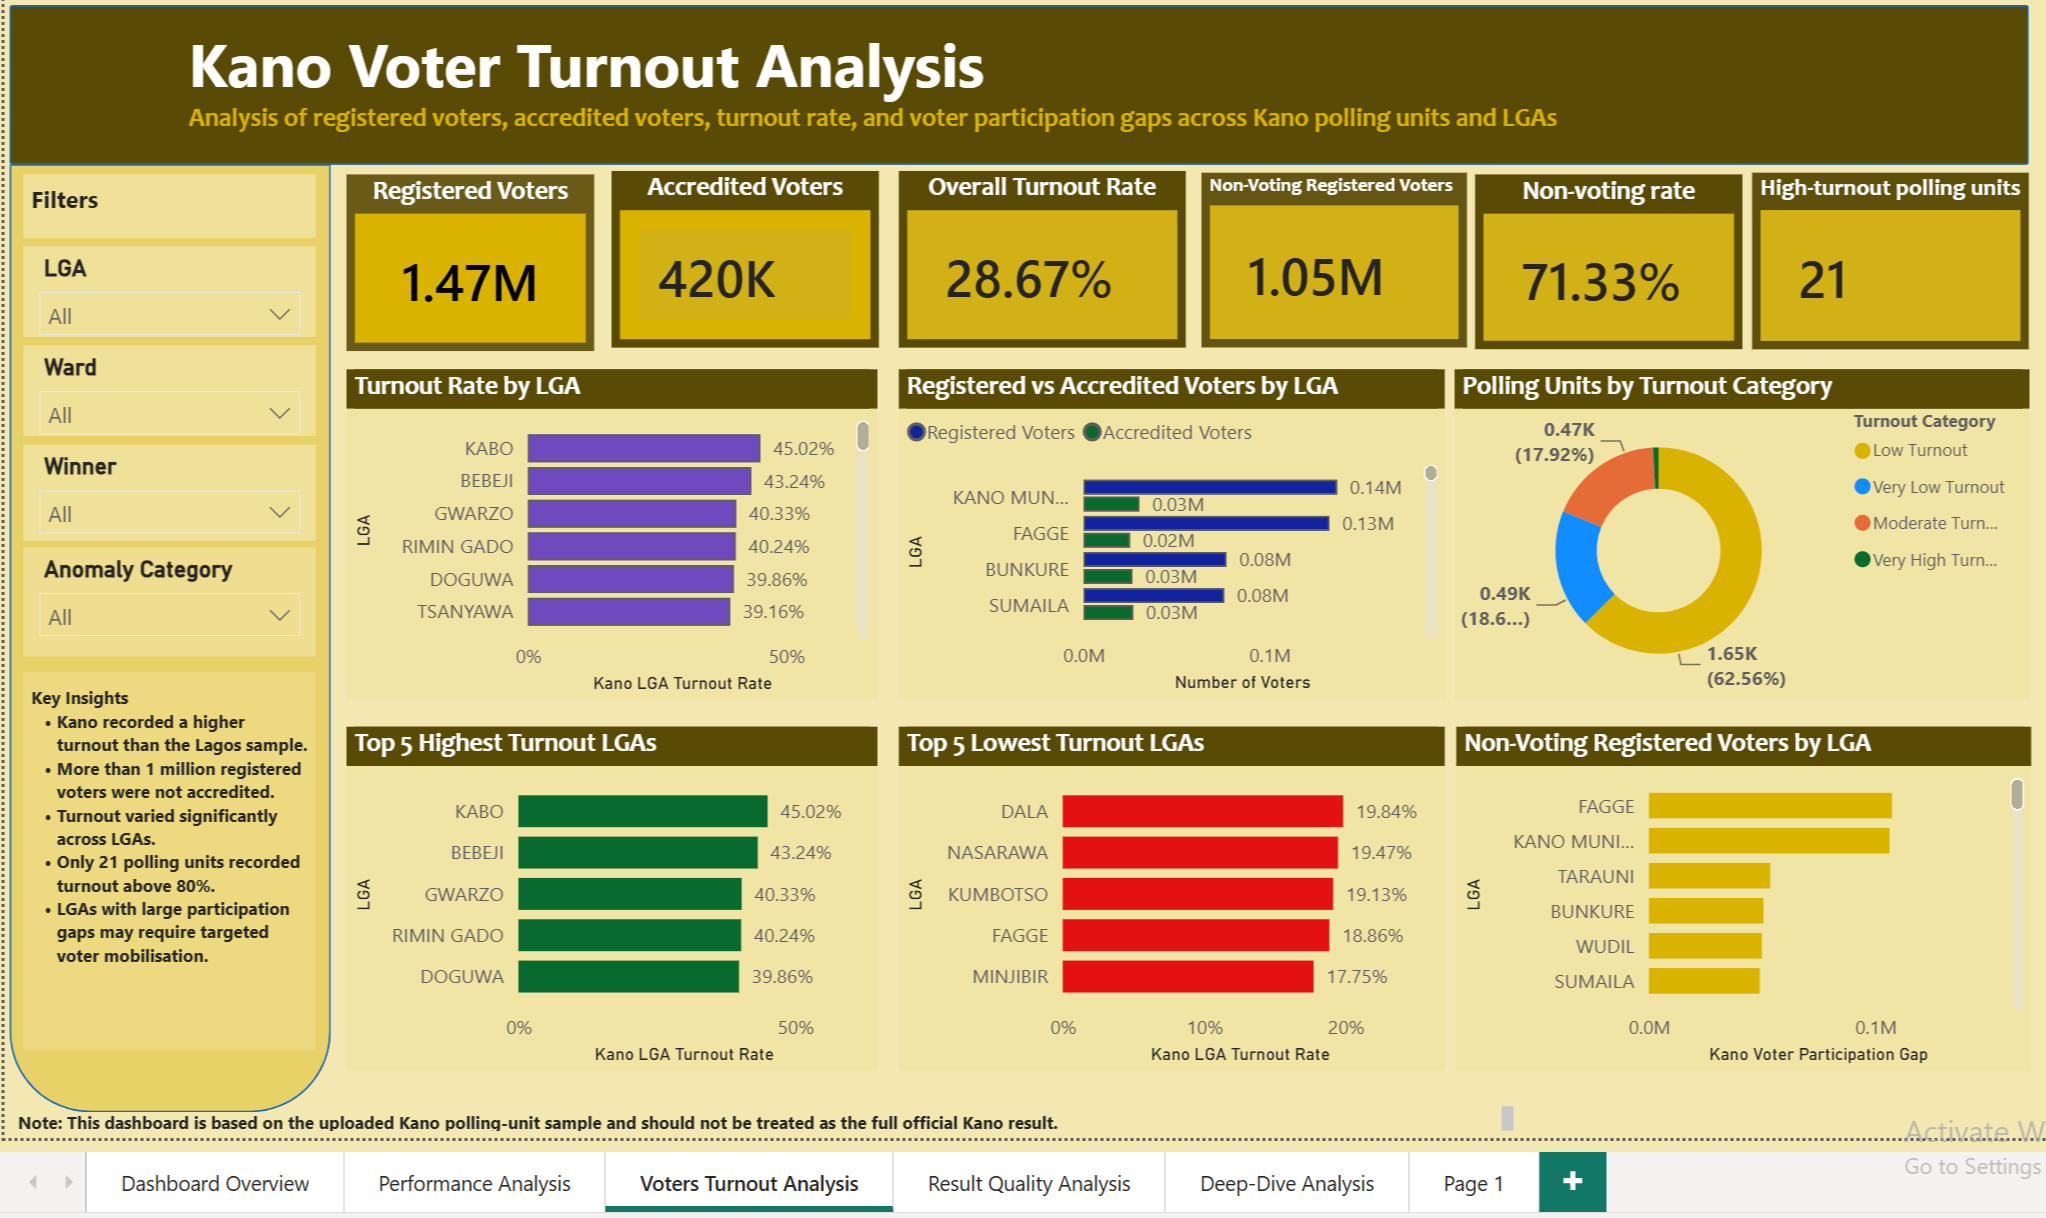 Kano Voter Turnout Analysis
Analysis of registered voters, accredited voters, turnout rate, and voter participation gaps across Kano polling units and LGAs
Filters
LGA
All
Ward
All
Winner
All
Anomaly Category
All
Key Insights
• Kano recorded a higher
turnout than the Lagos sample.
• More than 1 million registered
voters were not accredited.
• Turnout varied significantly
across LGAs.
• Only 21 polling units recorded
turnout above 80%.
• LGAs with large participation
gaps may require targeted
voter mobilisation.
Registered Voters
1.47M
Accredited Voters
420K
Overall Turnout Rate
28.67%
Non-Voting Registered Voters
1.05M
Non-voting rate
71.33%
High-turnout polling units
21
Turnout Rate by LGA
LGA
KABO 45.02%
BEBEJI 43.24%
GWARZO 40.33%
RIMIN GADO 40.24%
DOGUWA 39.86%
TSANYAWA 39.16%
0% 50%
Kano LGA Turnout Rate
Registered vs Accredited Voters by LGA
Registered Voters Accredited Voters
LGA
KANO MUN... 0.14M
0.03M
FAGGE 0.13M
0.02M
BUNKURE 0.08M
0.03M
SUMAILA 0.08M
0.03M
0.0M 0.1M
Number of Voters
Polling Units by Turnout Category
0.47K
(17.92%)
0.49K
(18.6...)
1.65K
(62.56%)
Turnout Category
Low Turnout
Very Low Turnout
Moderate Turn...
Very High Turn...
Top 5 Highest Turnout LGAs
LGA
KABO 45.02%
BEBEJI 43.24%
GWARZO 40.33%
RIMIN GADO 40.24%
DOGUWA 39.86%
0% 50%
Kano LGA Turnout Rate
Top 5 Lowest Turnout LGAs
LGA
DALA 19.84%
NASARAWA 19.47%
KUMBOTSO 19.13%
FAGGE 18.86%
MINJIBIR 17.75%
0% 10% 20%
Kano LGA Turnout Rate
Non-Voting Registered Voters by LGA
LGA
FAGGE
KANO MUNI...
TARAUNI
BUNKURE
WUDIL
SUMAILA
0.0M 0.1M
Kano Voter Participation Gap
Note: This dashboard is based on the uploaded Kano polling-unit sample and should not be treated as the full official Kano result.
Activate W
Go to Settings
Dashboard Overview Performance Analysis Voters Turnout Analysis Result Quality Analysis Deep-Dive Analysis Page 1 +